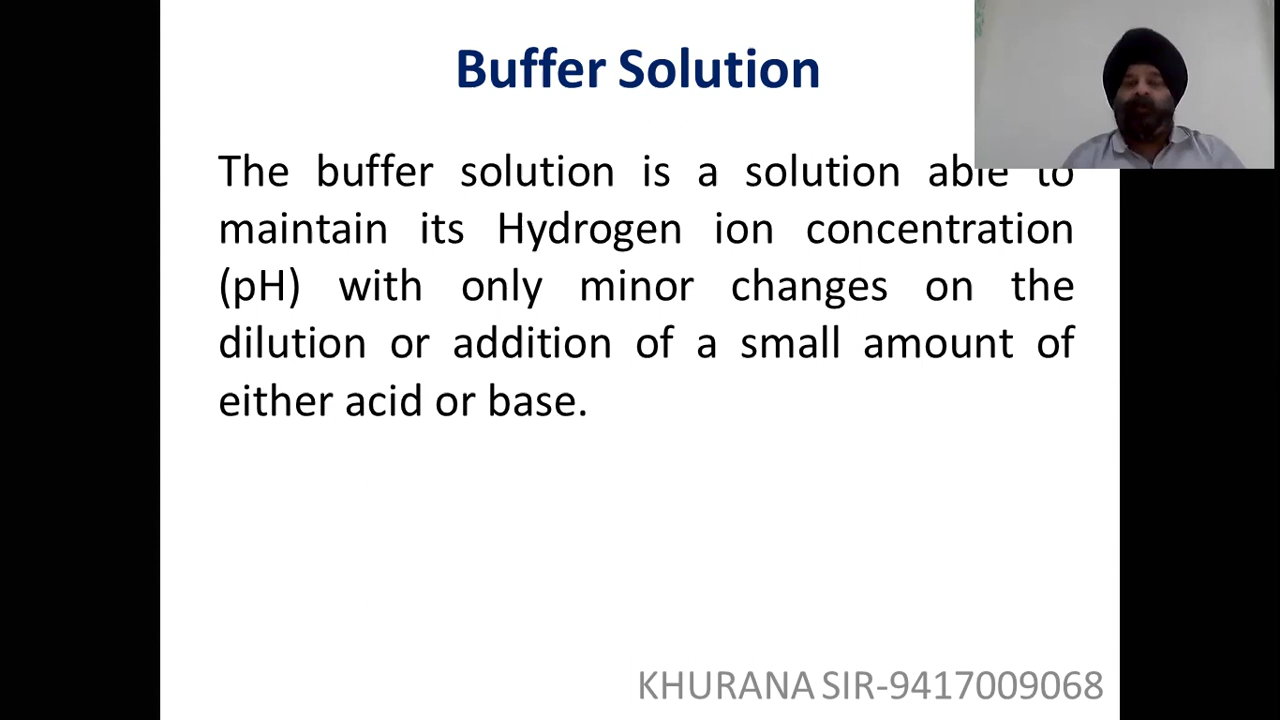 Buffer Solution
The buffer solution is a solution able to
maintain its Hydrogen ion concentration
(pH) with only minor changes on the
dilution or addition of a small amount of
either acid or base.
KHURANA SIR-9417009068